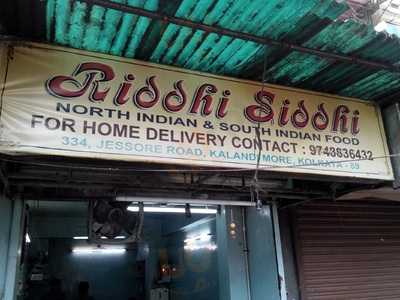 Riddhi Siddhi
NORTH INDIAN & SOUTH INDIAN FOOD
FOR HOME DELIVERY CONTACT : 9743836432
334, JESSORE ROAD, KALANDI MORE, KOLKATA - 89